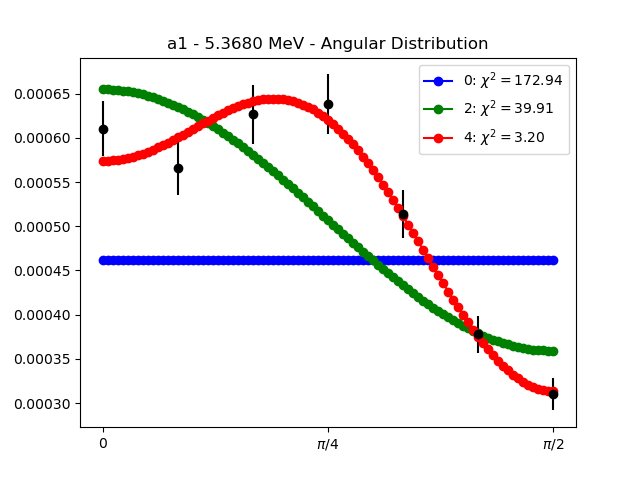 a1 - 5.3680 MeV - Angular Distribution
0: χ² = 172.94
2: χ² = 39.91
4: χ² = 3.20
0.00065
0.00060
0.00055
0.00050
0.00045
0.00040
0.00035
0.00030
0 π/4 π/2